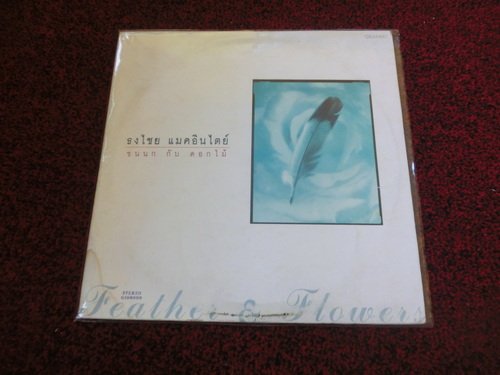 ธงไชย แมคอินไตย์
ขนนก กับ ดอกไม้
STEREO
Feather & Flowers